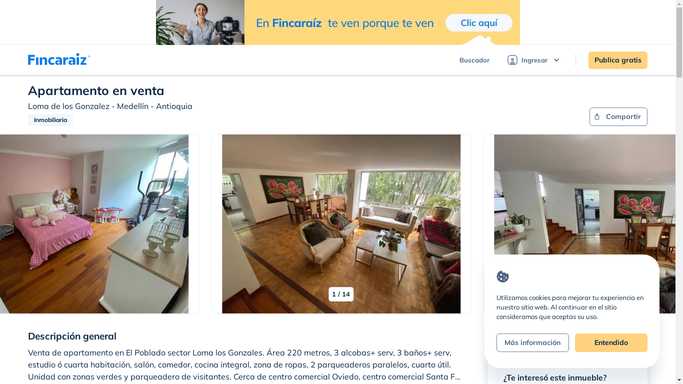 En Fincaraíz te ven porque te ven
Clic aquí
Fincaraiz
Buscador
Ingresar
Publica gratis
Apartamento en venta
Loma de los Gonzalez - Medellín - Antioquia
Inmobiliaria
Compartir
1 / 14
Utilizamos cookies para mejorar tu experiencia en
nuestro sitio web. Al continuar en el sitio
consideramos que aceptas su uso.
Más información
Entendido
Descripción general
Venta de apartamento en El Poblado sector Loma los Gonzales. Área 220 metros, 3 alcobas+ serv, 3 baños+ serv,
estudio ó cuarta habitación, salón, comedor, cocina integral, zona de ropas, 2 parqueaderos paralelos, cuarto útil.
Unidad con zonas verdes y parqueadero de visitantes. Cerca de centro comercial Oviedo, centro comercial Santa F...
¿Te interesó este inmueble?